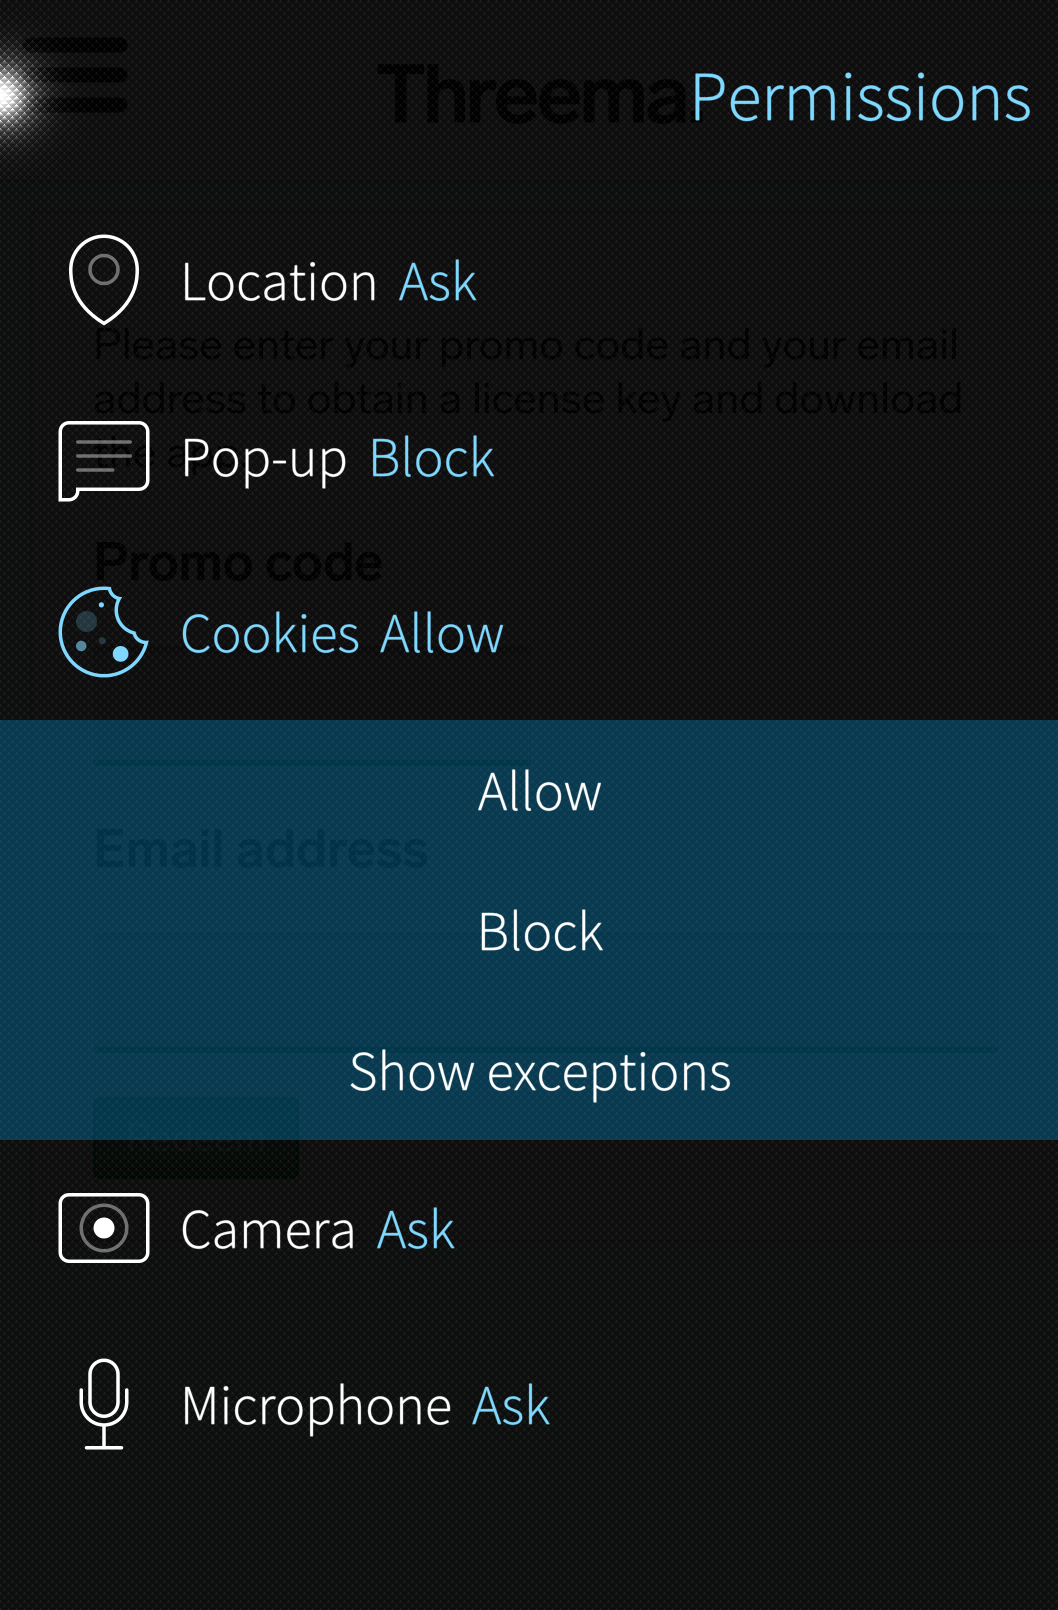 Threema.
Permissions
Location Ask
Please enter your promo code and your email
address to obtain a license key and download
Pop-up Block
Promo code
Cookies Allow
Allow
Email address
Block
Show exceptions
Camera Ask
Microphone Ask